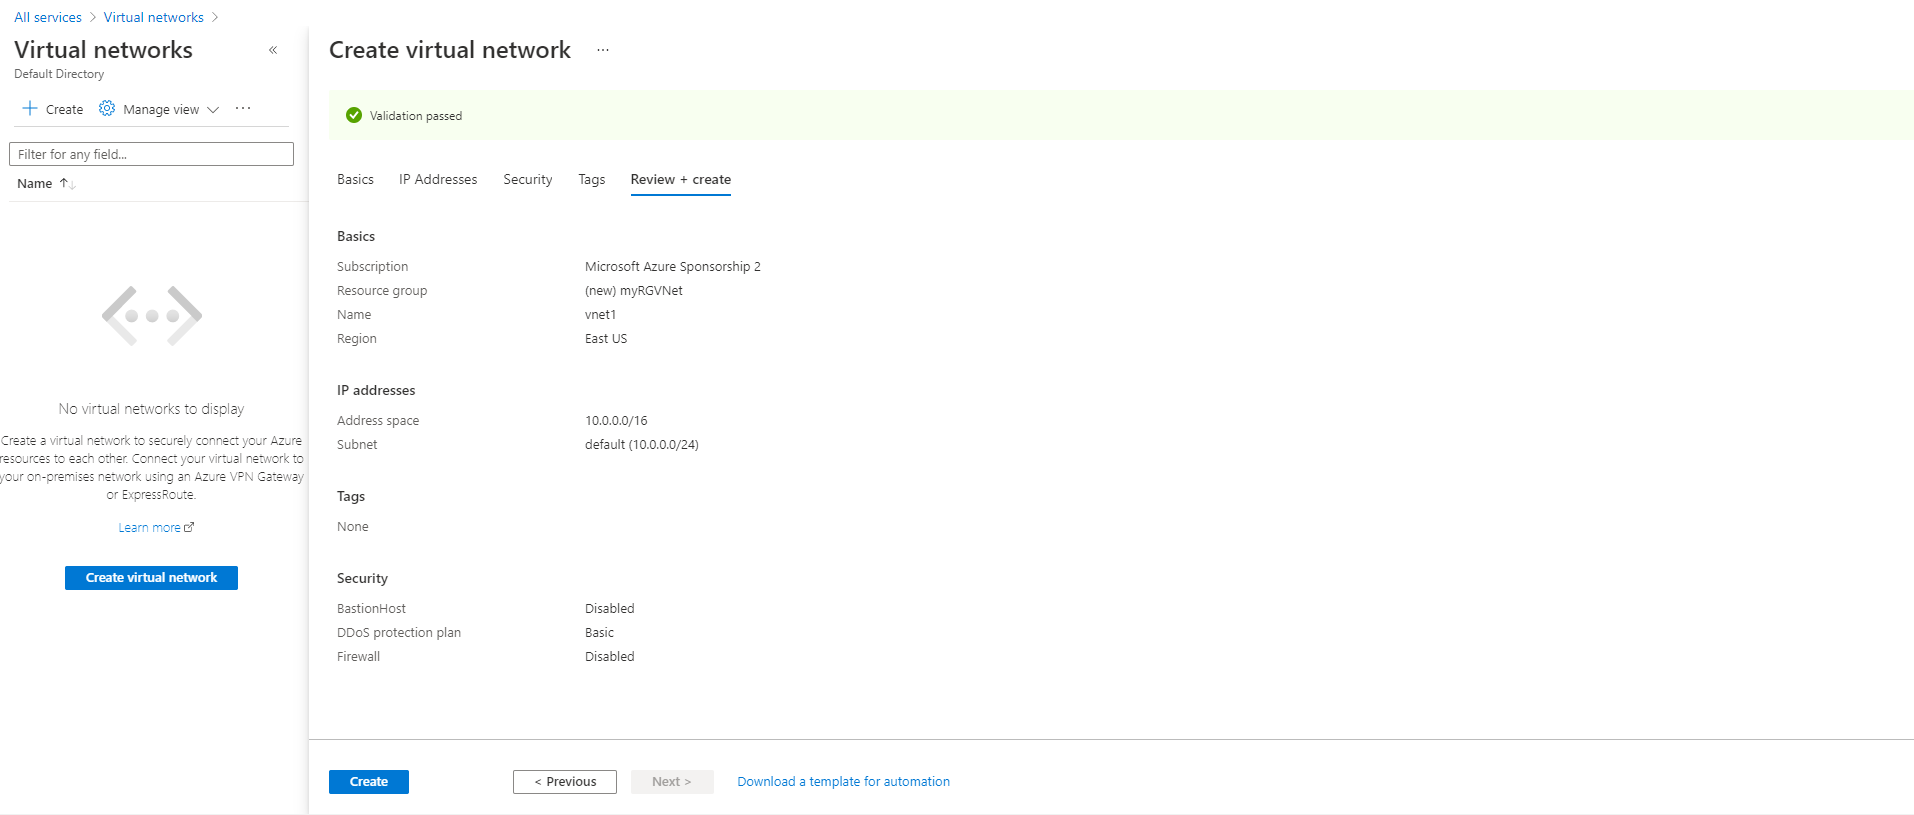 All services > Virtual networks >
Virtual networks «
Default Directory
+ Create Manage view ···
Filter for any field...
Name ↑↓
No virtual networks to display
Create a virtual network to securely connect your Azure
resources to each other. Connect your virtual network to
your on-premises network using an Azure VPN Gateway
or ExpressRoute.
Learn more
Create virtual network
Create virtual network ···
Validation passed
Basics IP Addresses Security Tags Review + create
Basics
Subscription Microsoft Azure Sponsorship 2
Resource group (new) myRGVNet
Name vnet1
Region East US
IP addresses
Address space 10.0.0.0/16
Subnet default (10.0.0.0/24)
Tags
None
Security
BastionHost Disabled
DDoS protection plan Basic
Firewall Disabled
Create < Previous Next > Download a template for automation